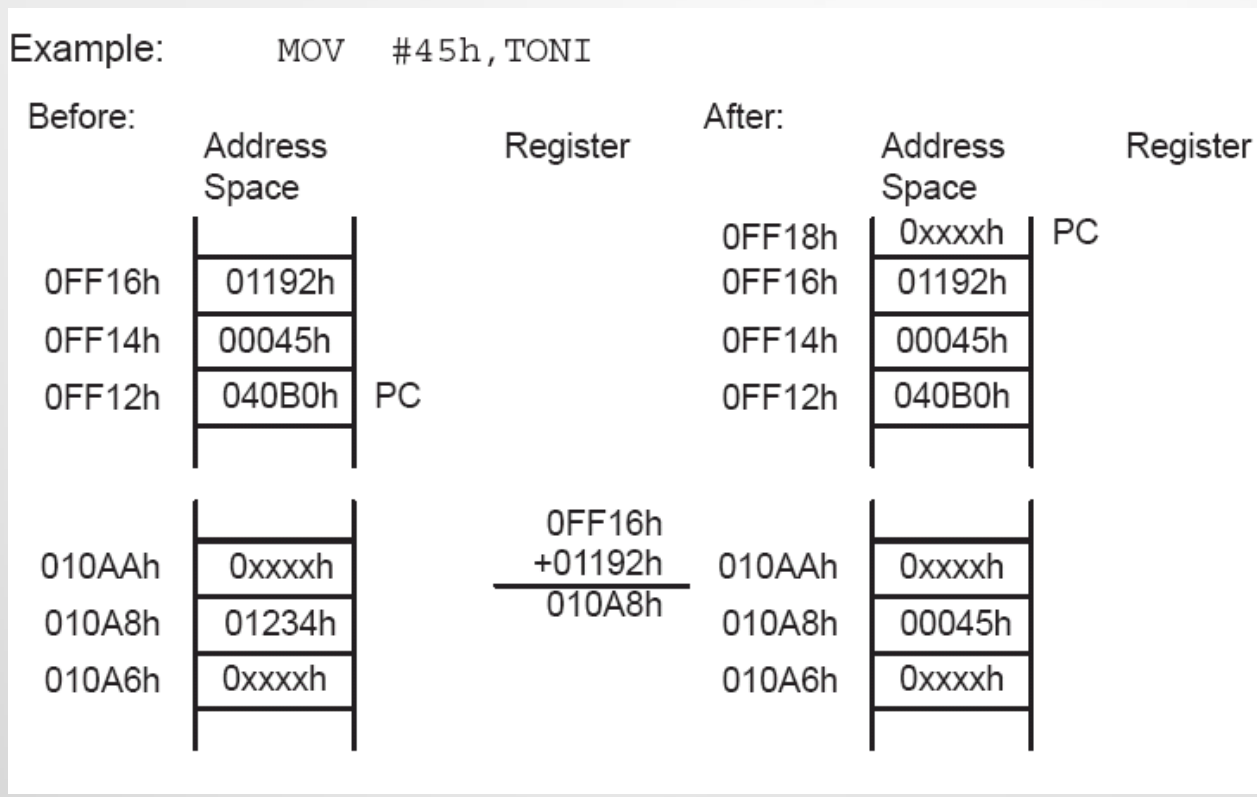 Example: MOV #45h,TONI
Before: After:
Address Register Address Register
Space Space
0FF18h 0xxxxh PC
0FF16h 01192h 0FF16h 01192h
0FF14h 00045h 0FF14h 00045h
0FF12h 040B0h PC 0FF12h 040B0h
0FF16h
010AAh 0xxxxh +01192h 010AAh 0xxxxh
010A8h 01234h 010A8h 010A8h 00045h
010A6h 0xxxxh 010A6h 0xxxxh